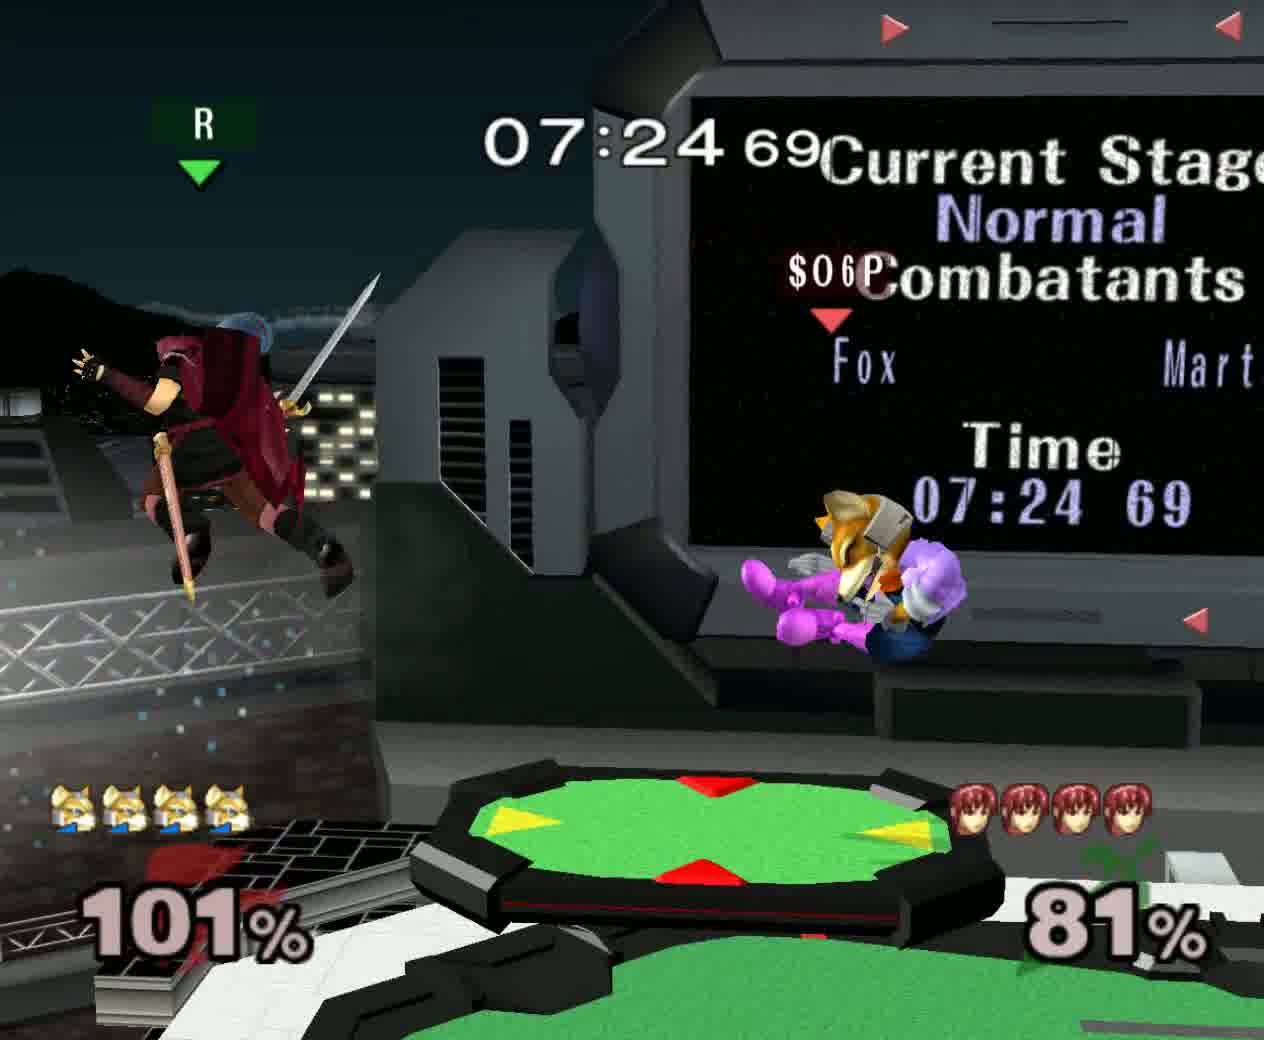 R
07:24 69
Current Stage
Normal
$06P
Combatants
Fox Mart
Time
07:24 69
101%
81%